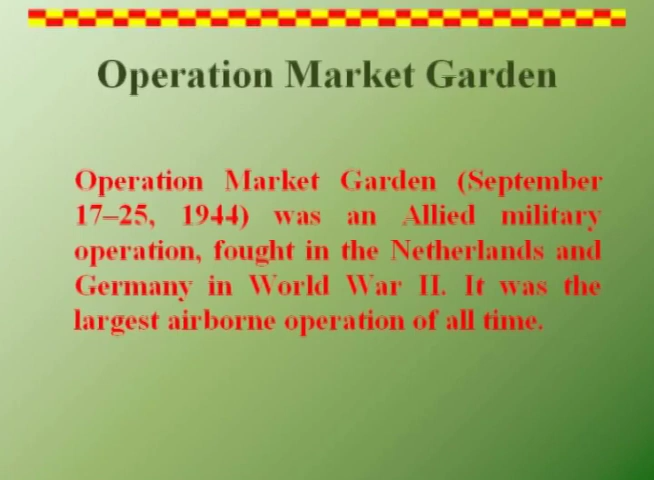 Operation Market Garden
Operation Market Garden (September
17–25, 1944) was an Allied military
operation, fought in the Netherlands and
Germany in World War II. It was the
largest airborne operation of all time.